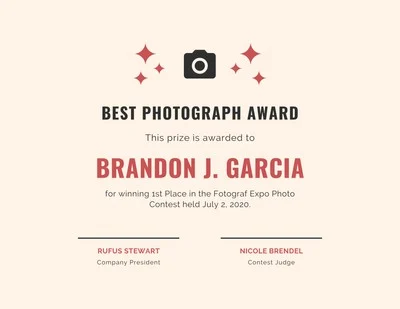 BEST PHOTOGRAPH AWARD
This prize is awarded to
BRANDON J. GARCIA
for winning 1st Place in the Fotograf Expo Photo
Contest held July 2, 2020.
RUFUS STEWART
Company President
NICOLE BRENDEL
Contest Judge